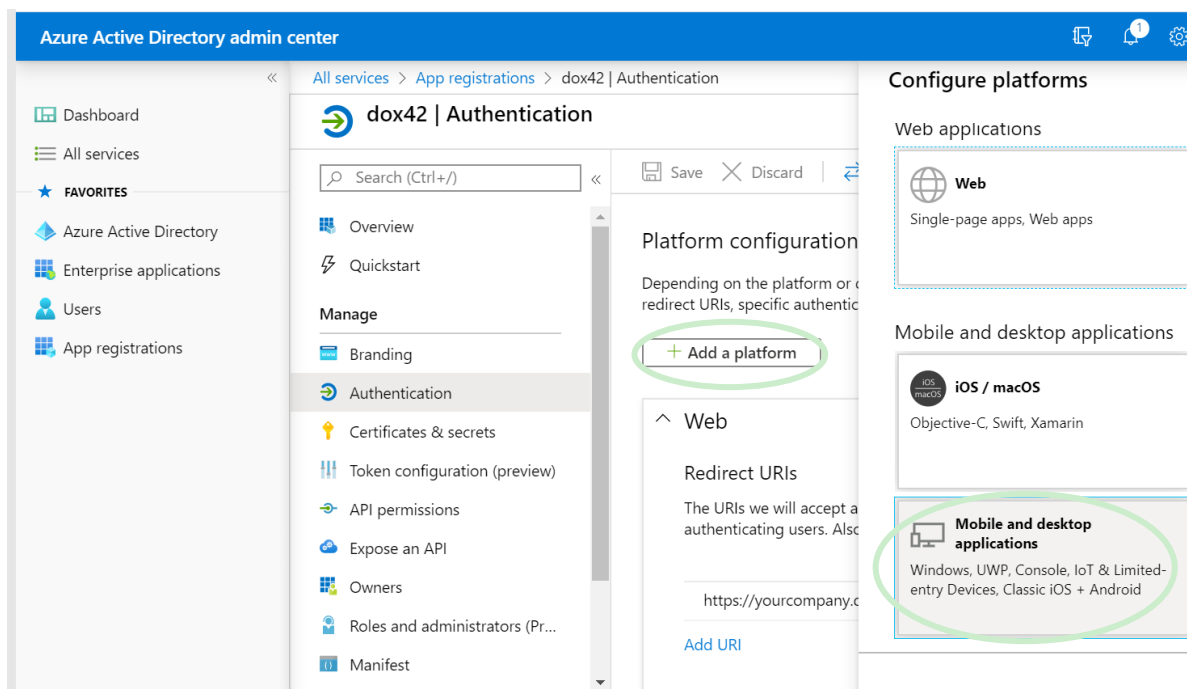 Azure Active Directory admin center
1
«
Dashboard
All services
FAVORITES
Azure Active Directory
Enterprise applications
Users
App registrations
All services > App registrations > dox42 | Authentication
dox42 | Authentication
Search (Ctrl+/)
«
Overview
Quickstart
Manage
Branding
Authentication
Certificates & secrets
Token configuration (preview)
API permissions
Expose an API
Owners
Roles and administrators (Pr...
Manifest
Save
Discard
Platform configuration
Depending on the platform or
redirect URIs, specific authentic
+ Add a platform
Web
Redirect URIs
The URIs we will accept a
authenticating users. Also
https://yourcompany.c
Add URI
Configure platforms
Web applications
Web
Single-page apps, Web apps
Mobile and desktop applications
iOS
macOS
iOS / macOS
Objective-C, Swift, Xamarin
Mobile and desktop
applications
Windows, UWP, Console, IoT & Limited-
entry Devices, Classic iOS + Android